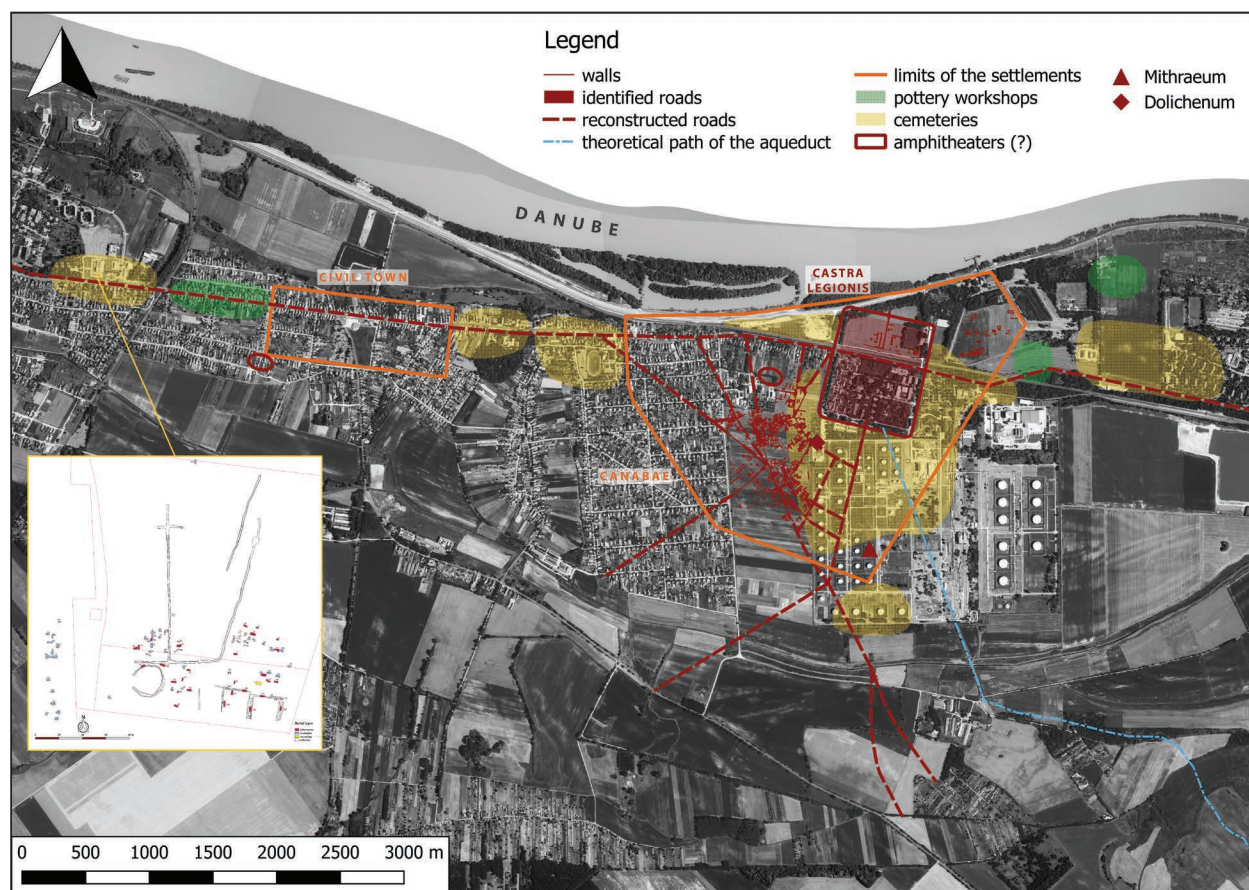 Legend
walls
identified roads
reconstructed roads
theoretical path of the aqueduct
limits of the settlements
pottery workshops
cemeteries
amphitheaters (?)
Mithraeum
Dolichenum
DANUBE
CIVIL TOWN
CASTRA
LEGIONIS
CANABAE
N
0 500 1000 1500 2000 2500 3000 m